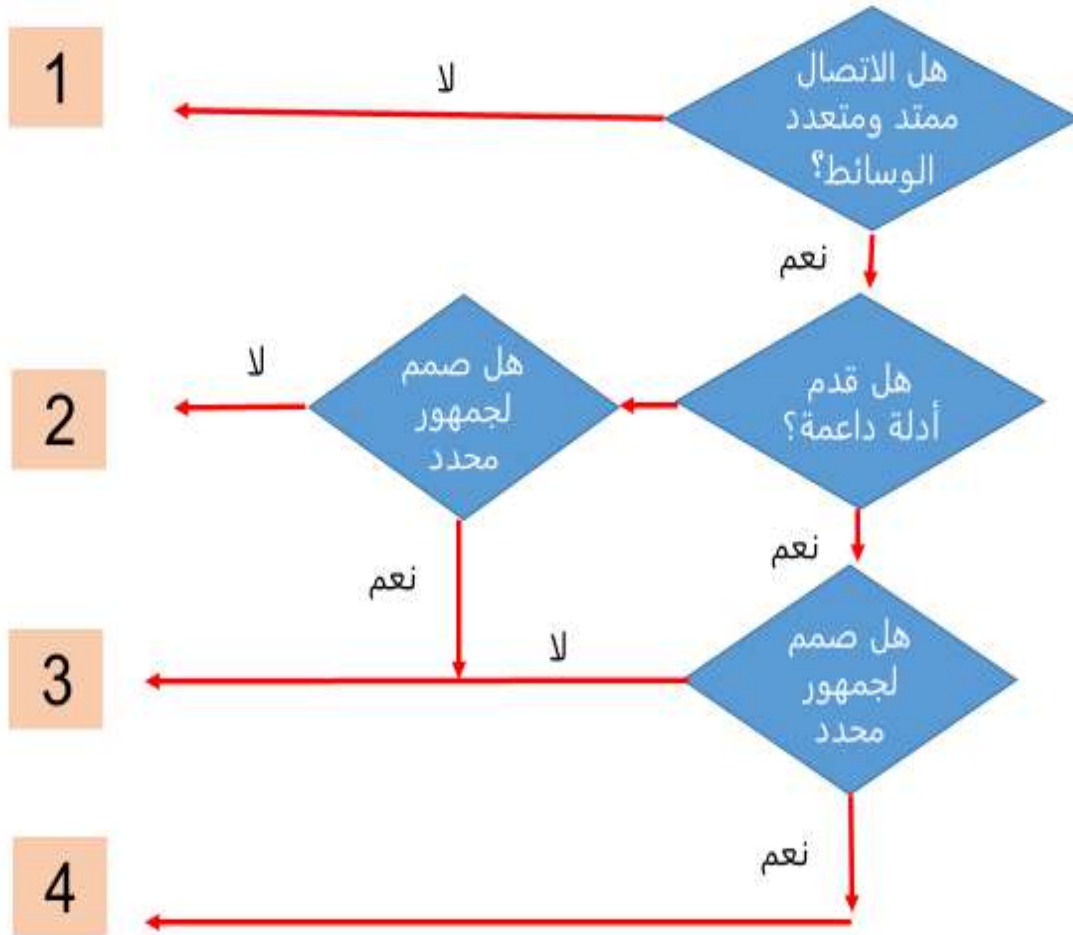 هل الاتصال
ممتد ومتعدد
الوسائط؟
لا
1
نعم
هل قدم
أدلة داعمة؟
هل صمم
لجمهور
محدد
لا
2
نعم
نعم
هل صمم
لجمهور
محدد
لا
3
نعم
4